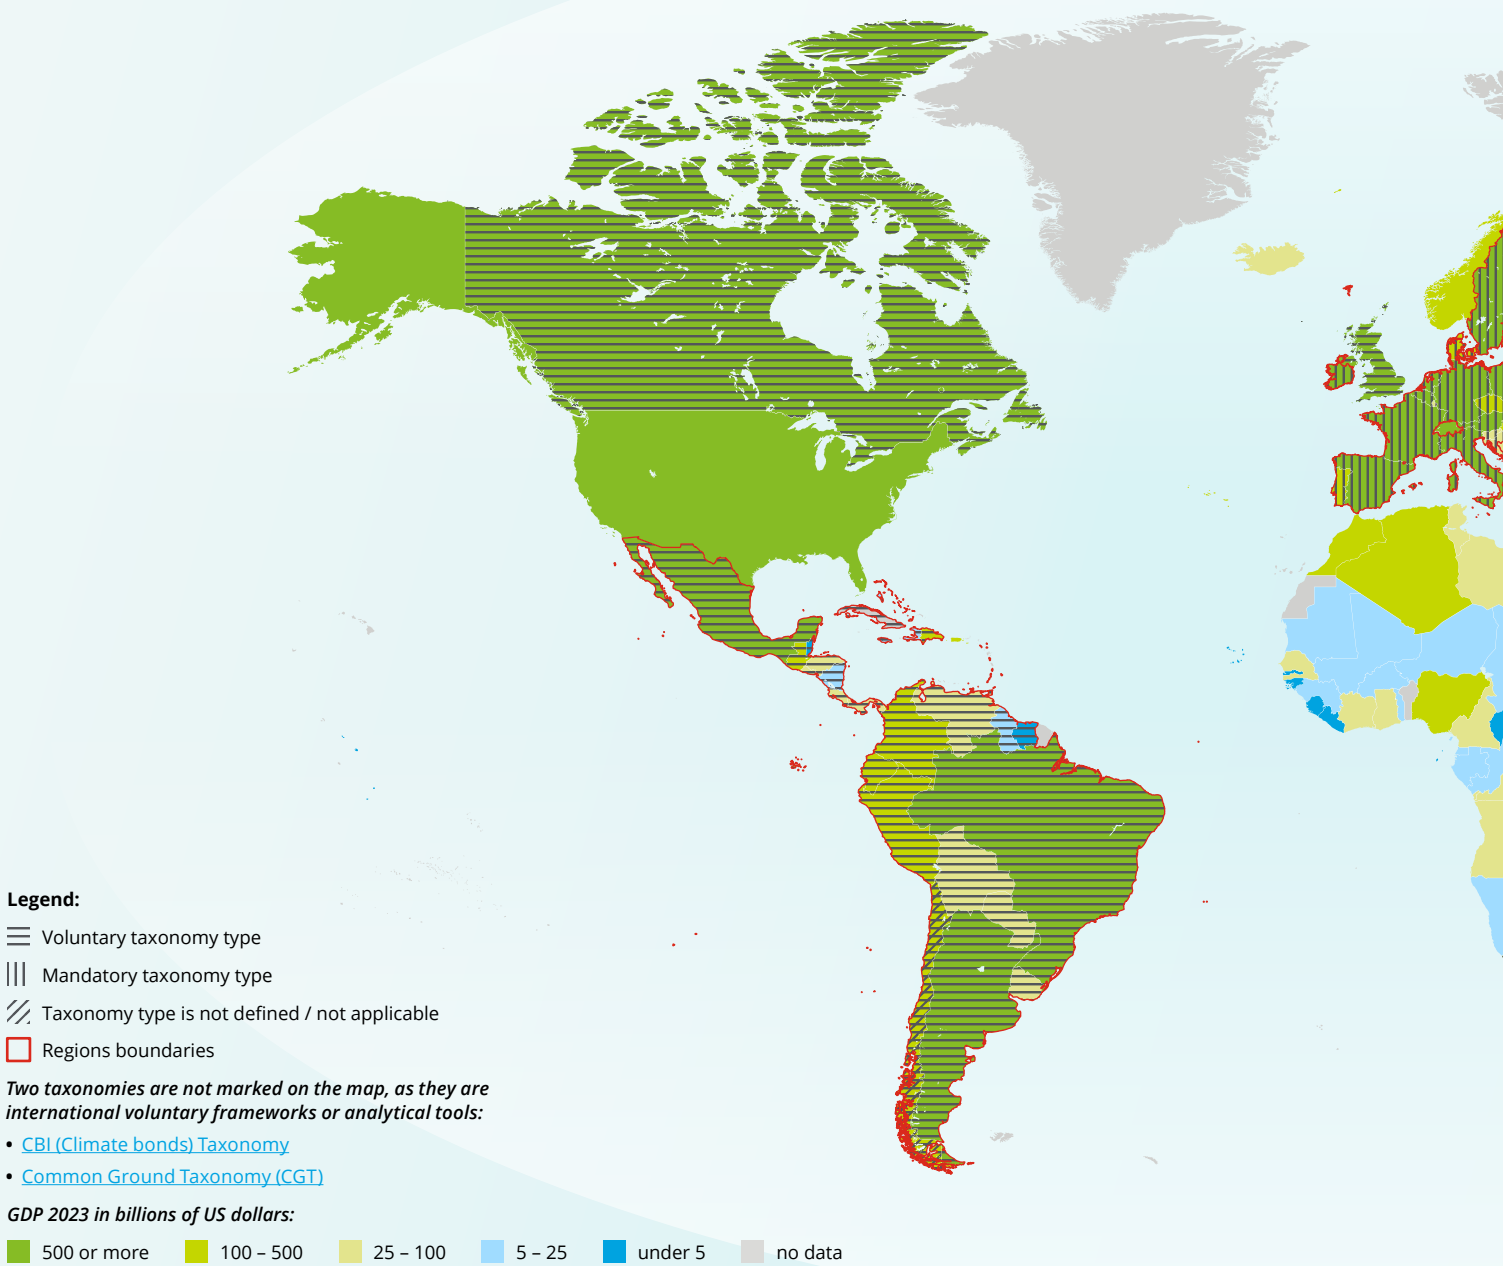 Legend:
Voluntary taxonomy type
Mandatory taxonomy type
Taxonomy type is not defined / not applicable
Regions boundaries
Two taxonomies are not marked on the map, as they are
international voluntary frameworks or analytical tools:
• CBI (Climate bonds) Taxonomy
• Common Ground Taxonomy (CGT)
GDP 2023 in billions of US dollars:
500 or more 100 – 500 25 – 100 5 – 25 under 5 no data